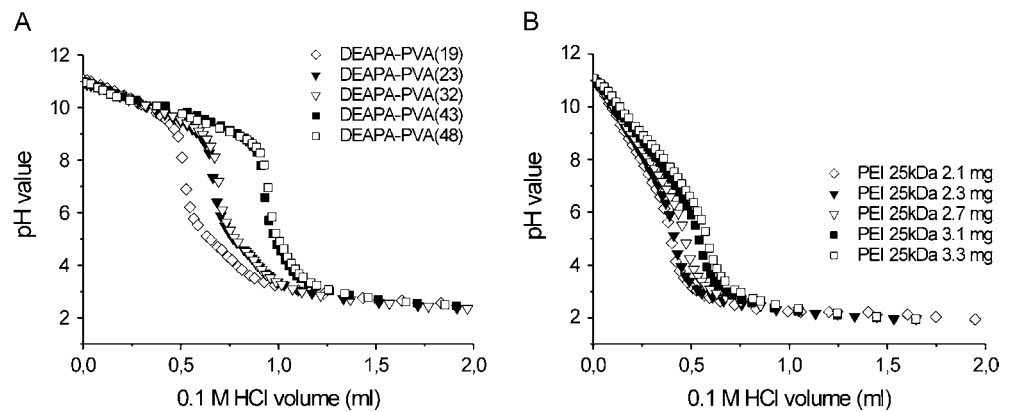 A
12
10
8
6
4
2
pH value
0,0 0,5 1,0 1,5 2,0
0.1 M HCl volume (ml)
DEAPA-PVA(19)
DEAPA-PVA(23)
DEAPA-PVA(32)
DEAPA-PVA(43)
DEAPA-PVA(48)
B
12
10
8
6
4
2
pH value
0,0 0,5 1,0 1,5 2,0
0.1 M HCl volume (ml)
PEI 25kDa 2.1 mg
PEI 25kDa 2.3 mg
PEI 25kDa 2.7 mg
PEI 25kDa 3.1 mg
PEI 25kDa 3.3 mg